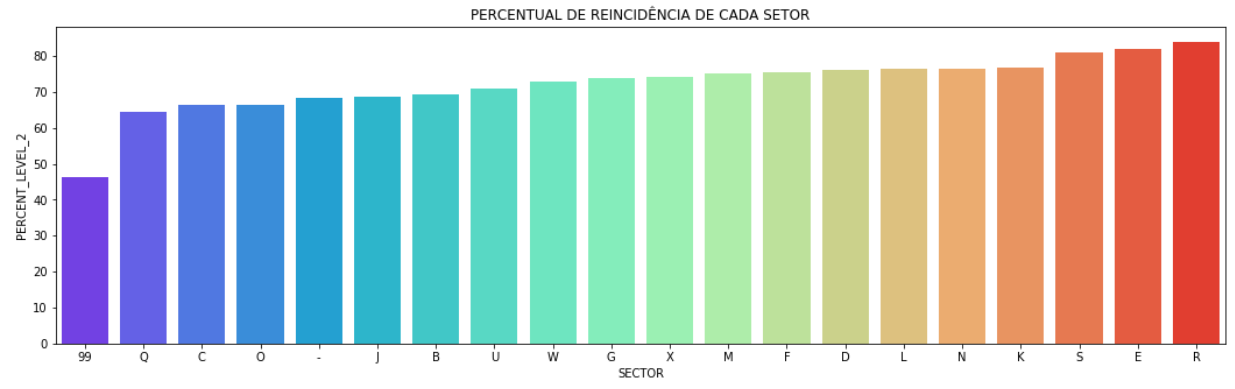 PERCENTUAL DE REINCIDÊNCIA DE CADA SETOR
PERCENT_LEVEL_2
80
70
60
50
40
30
20
10
0
99 Q C O - J B U W G X M F D L N K S E R
SECTOR